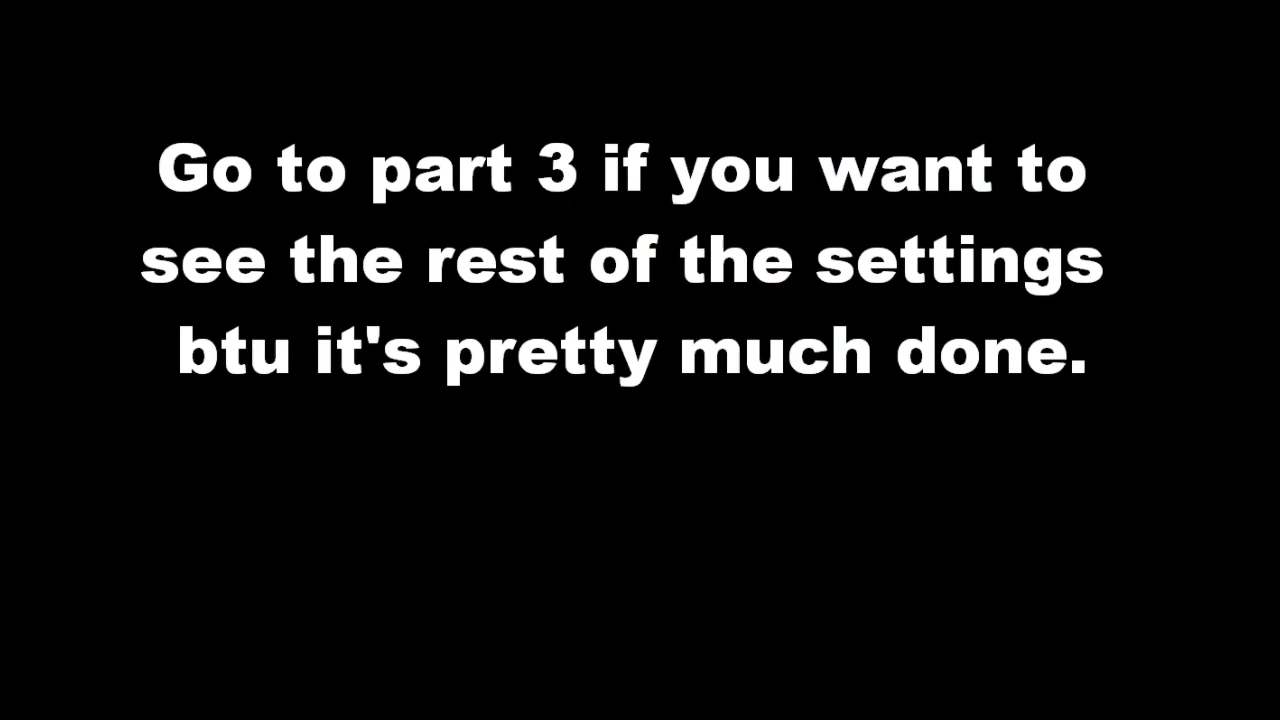 Go to part 3 if you want to
see the rest of the settings
btu it's pretty much done.